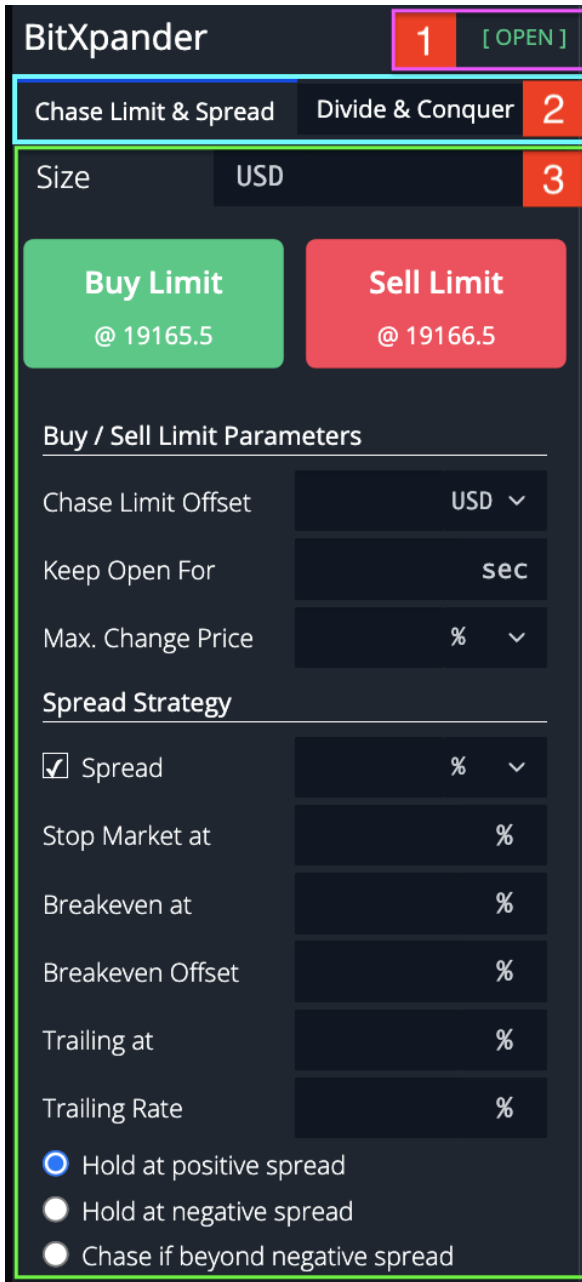 BitXpander 1 [ OPEN ]
Chase Limit & Spread Divide & Conquer 2
Size USD 3
Buy Limit Sell Limit
@ 19165.5 @ 19166.5
Buy / Sell Limit Parameters
Chase Limit Offset USD
Keep Open For sec
Max. Change Price %
Spread Strategy
Spread %
Stop Market at %
Breakeven at %
Breakeven Offset %
Trailing at %
Trailing Rate %
Hold at positive spread
Hold at negative spread
Chase if beyond negative spread